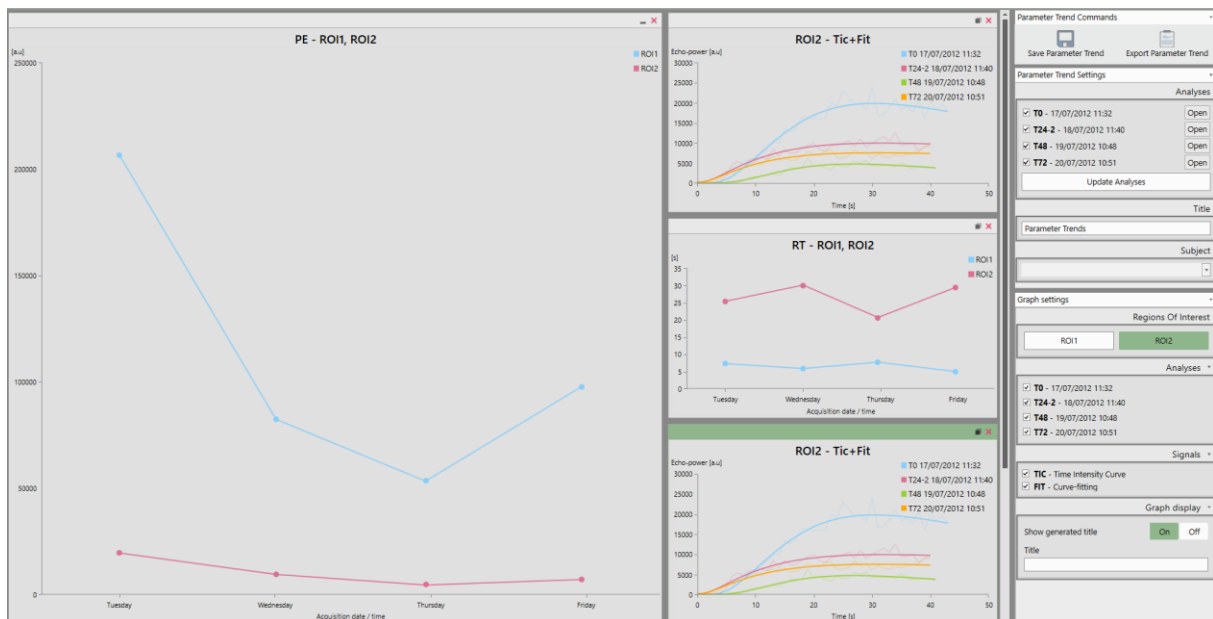 PE - ROI1, ROI2
[a.u]
ROI1
ROI2
250000
200000
150000
100000
50000
0
Tuesday Wednesday Thursday Friday
Acquisition date / time
ROI2 - Tic+Fit
Echo-power [a.u]
T0 17/07/2012 11:32
T24-2 18/07/2012 11:40
T48 19/07/2012 10:48
T72 20/07/2012 10:51
30000
25000
20000
15000
10000
5000
0
0 10 20 30 40 50
Time [s]
RT - ROI1, ROI2
[s]
ROI1
ROI2
35
30
25
20
15
10
5
0
Tuesday Wednesday Thursday Friday
Acquisition date / time
ROI2 - Tic+Fit
Echo-power [a.u]
T0 17/07/2012 11:32
T24-2 18/07/2012 11:40
T48 19/07/2012 10:48
T72 20/07/2012 10:51
30000
25000
20000
15000
10000
5000
0
0 10 20 30 40 50
Time [s]
Parameter Trend Commands
Save Parameter Trend Export Parameter Trend
Parameter Trend Settings
Analyses
T0 - 17/07/2012 11:32 Open
T24-2 - 18/07/2012 11:40 Open
T48 - 19/07/2012 10:48 Open
T72 - 20/07/2012 10:51 Open
Update Analyses
Title
Parameter Trends
Subject
Graph settings
Regions Of Interest
ROI1 ROI2
Analyses
T0 - 17/07/2012 11:32
T24-2 - 18/07/2012 11:40
T48 - 19/07/2012 10:48
T72 - 20/07/2012 10:51
Signals
TIC - Time Intensity Curve
FIT - Curve-fitting
Graph display
Show generated title On Off
Title